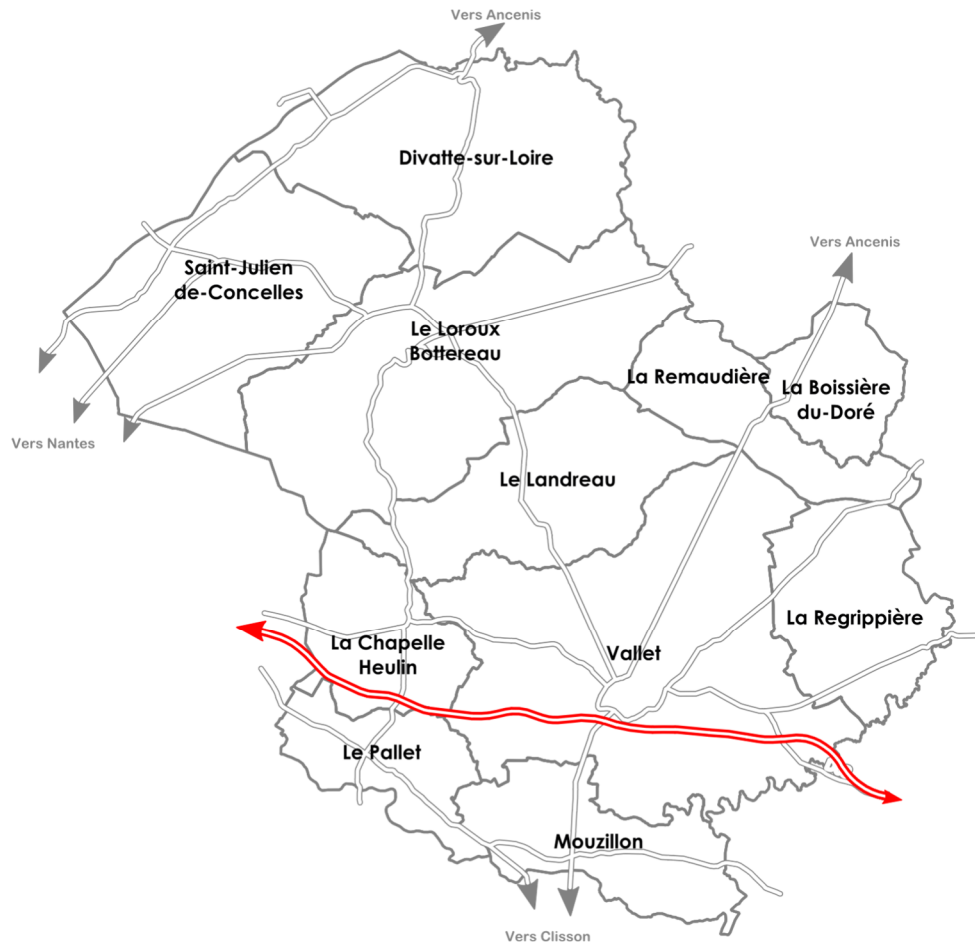 Vers Ancenis
Divatte-sur-Loire
Vers Ancenis
Saint-Julien
de-Concelles
Le Loroux
Bottereau
La Remaudière
La Boissière
du-Doré
Vers Nantes
Le Landreau
La Regrippière
La Chapelle
Heulin
Vallet
Le Pallet
Mouzillon
Vers Clisson